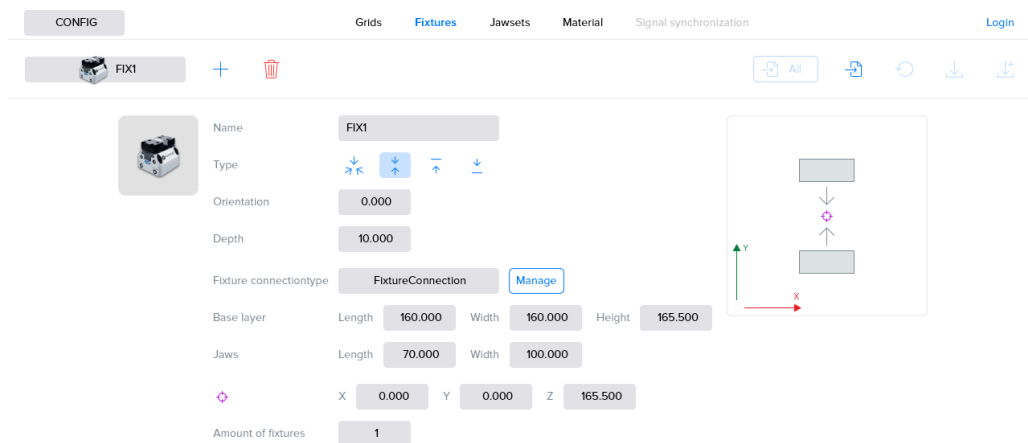 CONFIG Grids Fixtures Jawsets Material Signal synchronization Login
FIX1 All
Name FIX1
Type
Orientation 0.000
Depth 10.000
Fixture connectiontype FixtureConnection Manage
Base layer Length 160.000 Width 160.000 Height 165.500
Jaws Length 70.000 Width 100.000
X 0.000 Y 0.000 Z 165.500
Amount of fixtures 1
Y
X